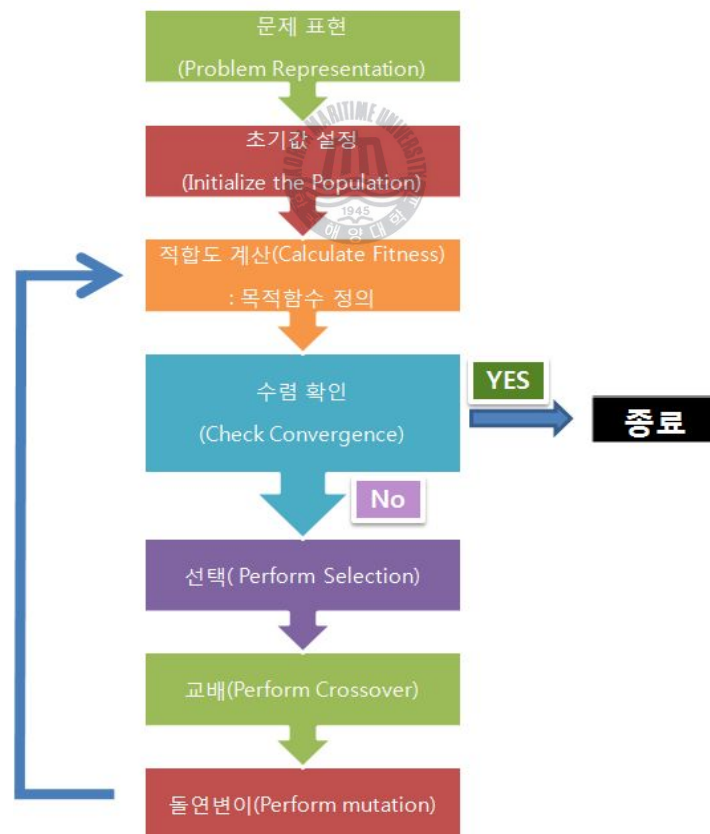 문제 표현
(Problem Representation)
초기값 설정
(Initialize the Population)
1945
적합도 계산(Calculate Fitness)
: 목적함수 정의
수렴 확인
(Check Convergence)
YES
종료
No
선택( Perform Selection)
교배(Perform Crossover)
돌연변이(Perform mutation)